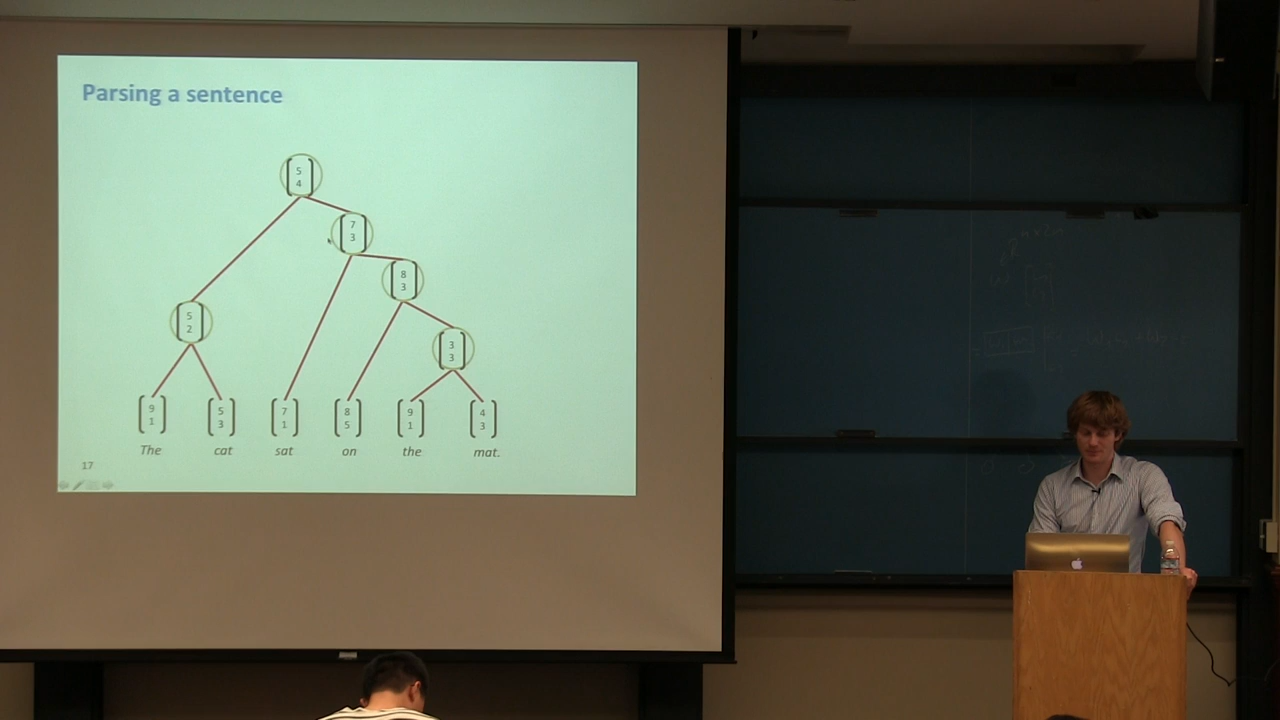 Parsing a sentence
5
4
7
3
8
3
5
2
3
3
9 5 7 8 9 4
1 3 1 5 1 3
The cat sat on the mat.
17